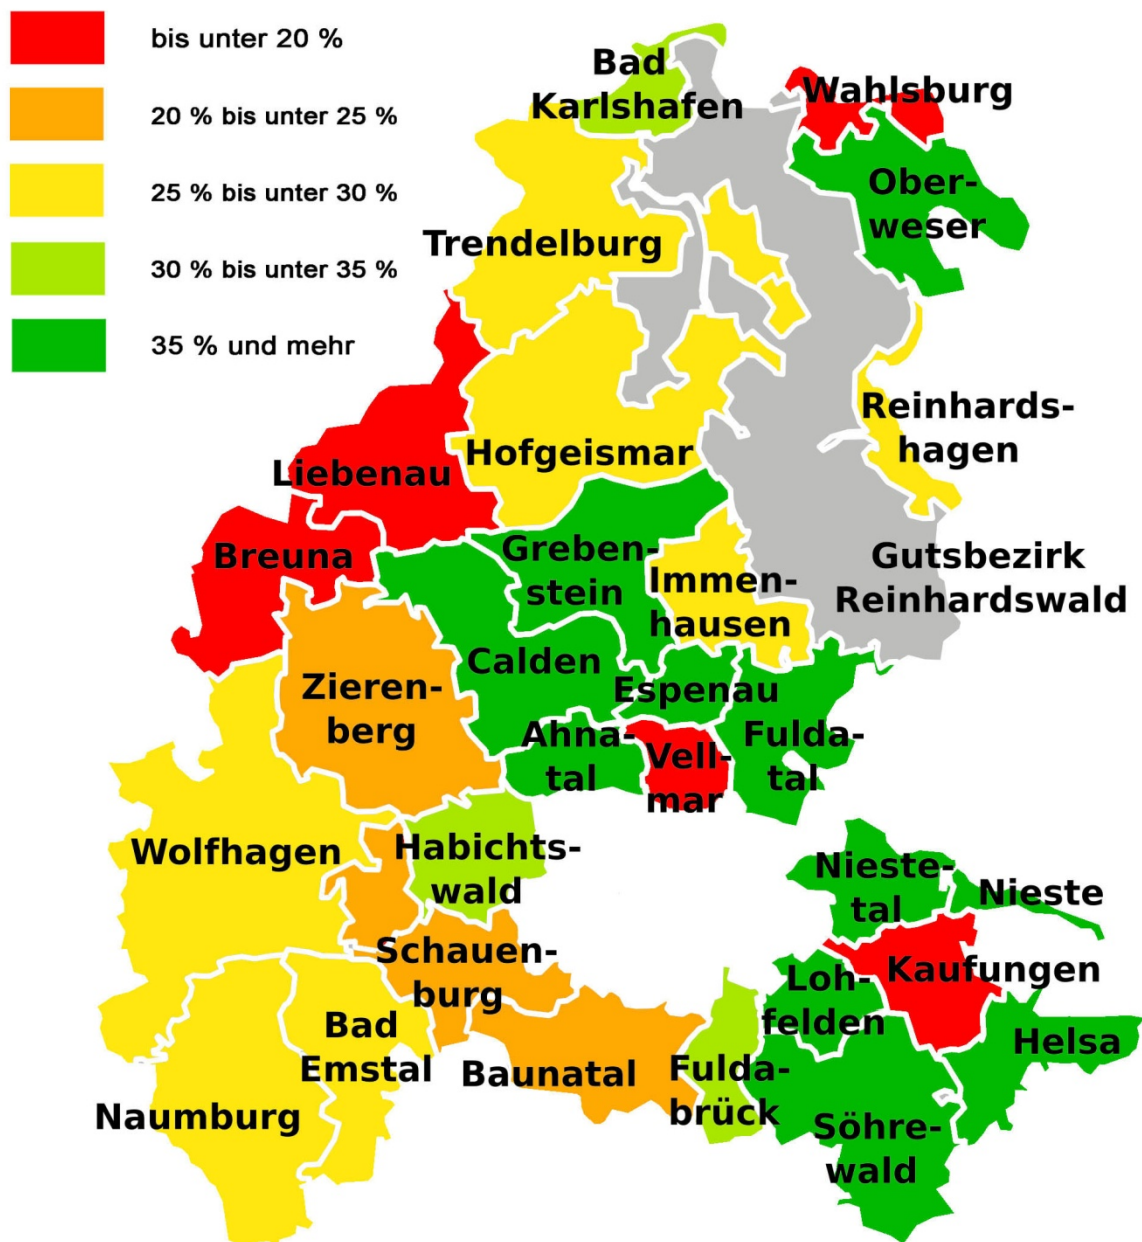 bis unter 20 %
20 % bis unter 25 %
25 % bis unter 30 %
30 % bis unter 35 %
35 % und mehr
Bad
Karlshafen
Wahlsburg
Ober-
weser
Trendelburg
Reinhards-
hagen
Hofgeismar
Liebenau
Breuna
Greben-
stein
Immen-
hausen
Gutsbezirk
Reinhardswald
Calden
Espenau
Zieren-
berg
Ahna-
tal
Vell-
mar
Fulda-
tal
Wolfhagen
Habichts-
wald
Nieste-
tal
Nieste
Schauen-
burg
Kaufungen
Loh-
felden
Bad
Emstal
Helsa
Baunatal
Fulda-
brück
Naumburg
Söhre-
wald